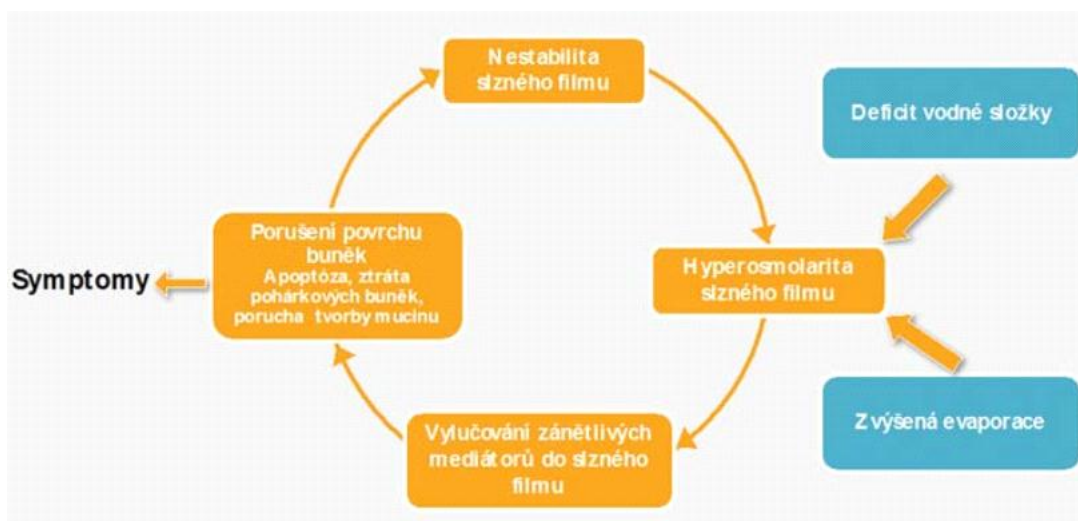 Nestabilita
slzného filmu
Deficit vodné složky
Porušení povrchu
buněk
Apoptóza, ztráta
pohárkových buněk,
porucha tvorby mucinu
Symptomy
Hyperosmolarita
slzného filmu
Vylučování zánětlivých
mediátorů do slzného
filmu
Zvýšená evaporace